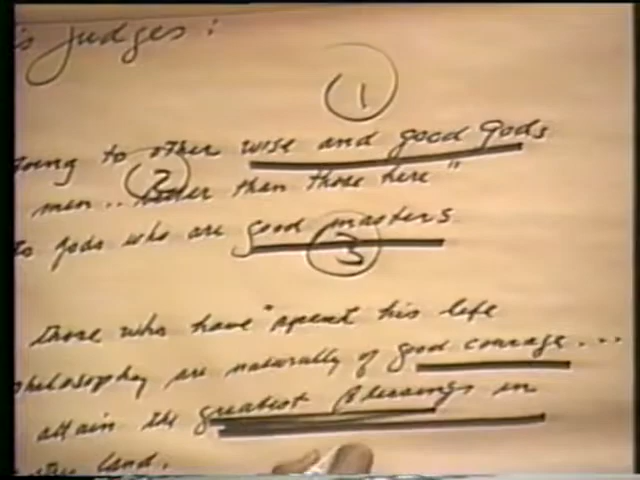 is judges:
1
going to other wise and good Gods
2
men.. better than those here"
to gods who are good masters
3
those who have "spent his life
philosophy are naturally of good courage...
attain the greatest Blessings in
land.